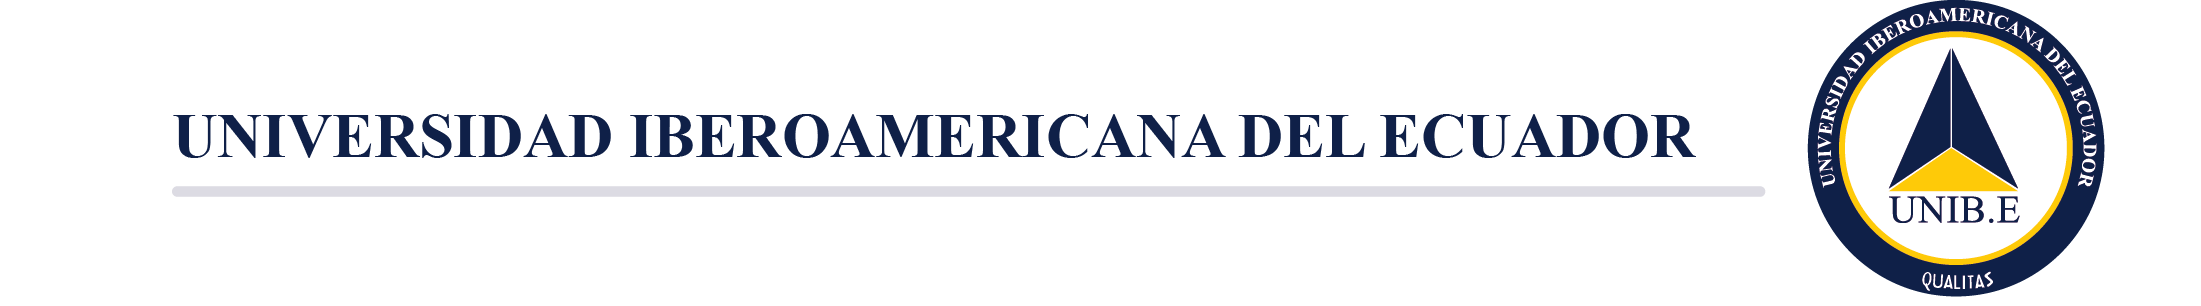 UNIVERSIDAD IBEROAMERICANA DEL ECUADOR
UNIVERSIDAD IBEROAMERICANA DEL ECUADOR
UNIB.E
QUALITAS